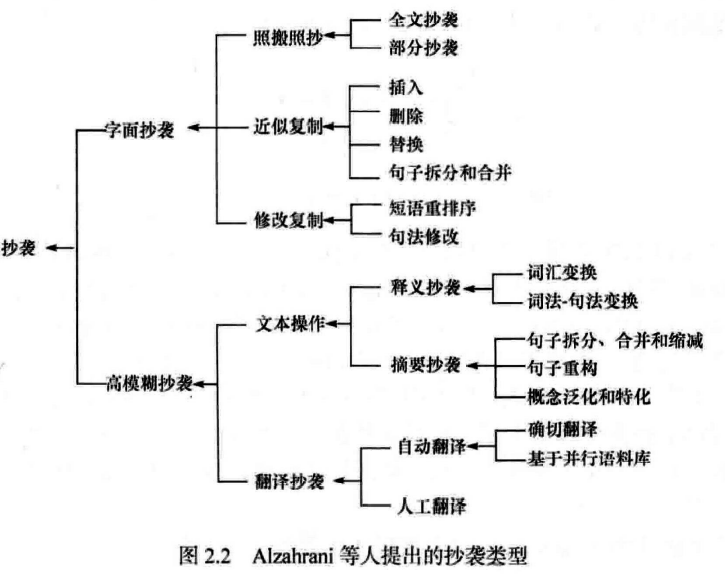 全文抄袭
照搬照抄
部分抄袭
插入
删除
字面抄袭
近似复制
替换
句子拆分和合并
短语重排序
修改复制
句法修改
抄袭
词汇变换
释义抄袭
词法-句法变换
文本操作
句子拆分、合并和缩减
摘要抄袭
句子重构
高模糊抄袭
概念泛化和特化
确切翻译
自动翻译
基于并行语料库
翻译抄袭
人工翻译
图 2.2 Alzahrani 等人提出的抄袭类型